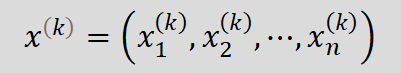 x^{(k)} = (x_1^{(k)}, x_2^{(k)}, ⋯, x_n^{(k)})